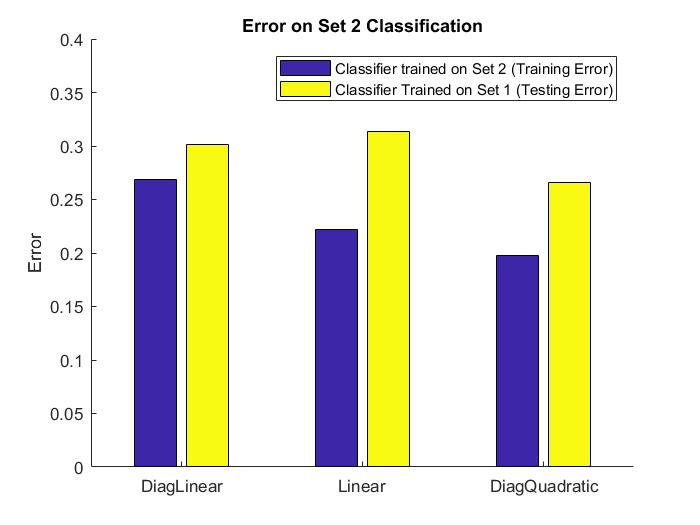 Error on Set 2 Classification
0.4
0.35
0.3
0.25
0.2
0.15
0.1
0.05
0
Error
Classifier trained on Set 2 (Training Error)
Classifier Trained on Set 1 (Testing Error)
DiagLinear
Linear
DiagQuadratic